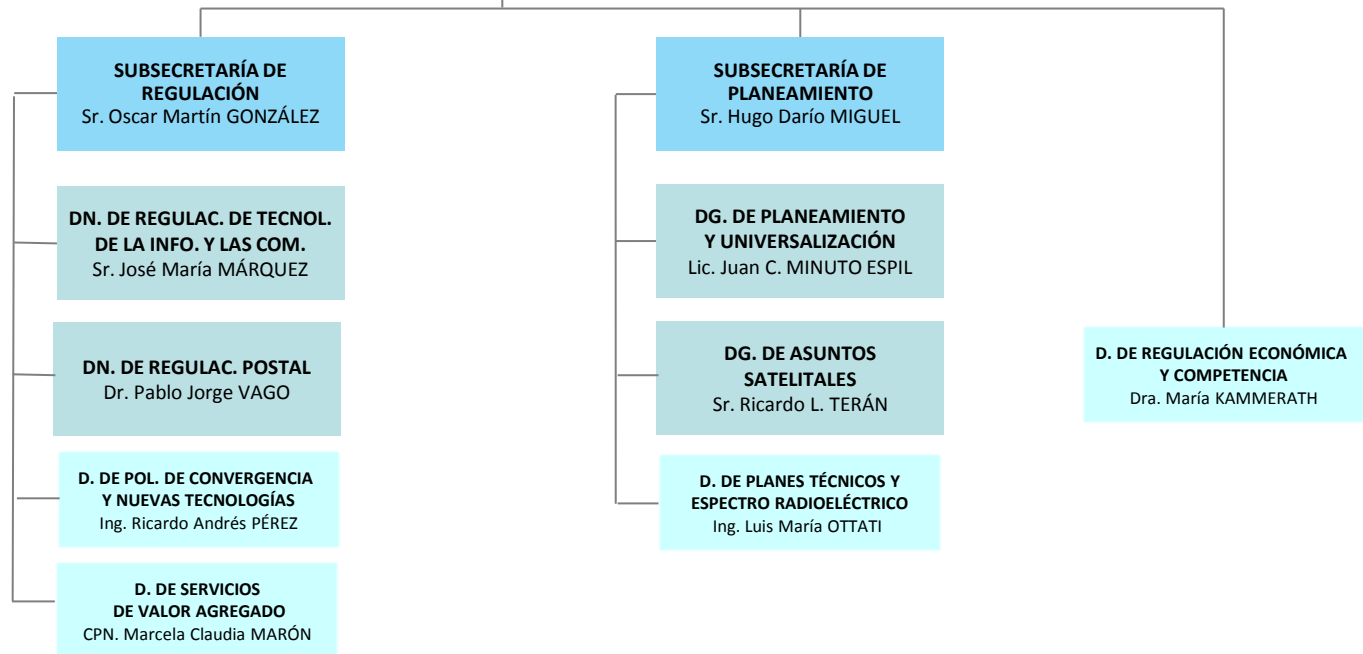 SUBSECRETARÍA DE
REGULACIÓN
Sr. Oscar Martín GONZÁLEZ
DN. DE REGULAC. DE TECNOL.
DE LA INFO. Y LAS COM.
Sr. José María MÁRQUEZ
DN. DE REGULAC. POSTAL
Dr. Pablo Jorge VAGO
D. DE POL. DE CONVERGENCIA
Y NUEVAS TECNOLOGÍAS
Ing. Ricardo Andrés PÉREZ
D. DE SERVICIOS
DE VALOR AGREGADO
CPN. Marcela Claudia MARÓN
SUBSECRETARÍA DE
PLANEAMIENTO
Sr. Hugo Darío MIGUEL
DG. DE PLANEAMIENTO
Y UNIVERSALIZACIÓN
Lic. Juan C. MINUTO ESPIL
DG. DE ASUNTOS
SATELITALES
Sr. Ricardo L. TERÁN
D. DE PLANES TÉCNICOS Y
ESPECTRO RADIOELÉCTRICO
Ing. Luis María OTTATI
D. DE REGULACIÓN ECONÓMICA
Y COMPETENCIA
Dra. María KAMMERATH